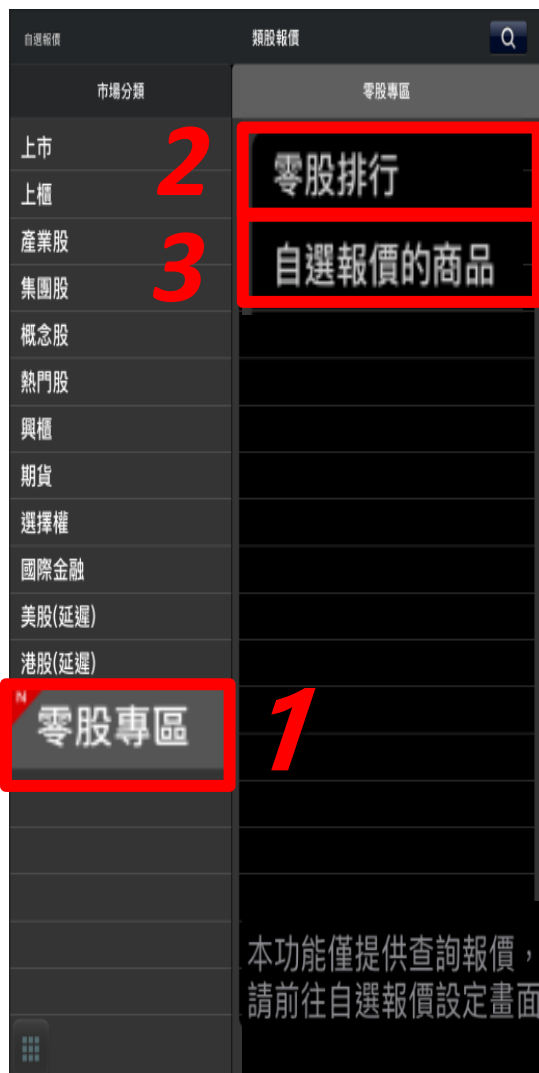 自選報價
類股報價
市場分類
零股專區
上市
上櫃
產業股
集團股
概念股
熱門股
興櫃
期貨
選擇權
國際金融
美股(延遲)
港股(延遲)
N
零股專區
1
2
零股排行
3
自選報價的商品
本功能僅提供查詢報價，
請前往自選報價設定畫面